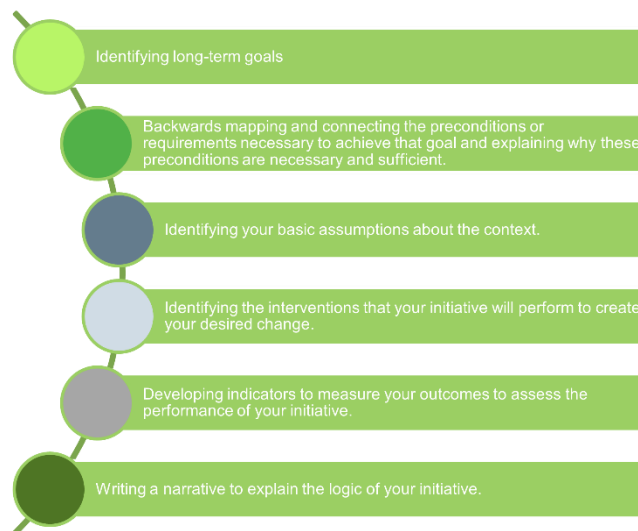 Identifying long-term goals
Backwards mapping and connecting the preconditions or
requirements necessary to achieve that goal and explaining why these
preconditions are necessary and sufficient.
Identifying your basic assumptions about the context.
Identifying the interventions that your initiative will perform to create
your desired change.
Developing indicators to measure your outcomes to assess the
performance of your initiative.
Writing a narrative to explain the logic of your initiative.